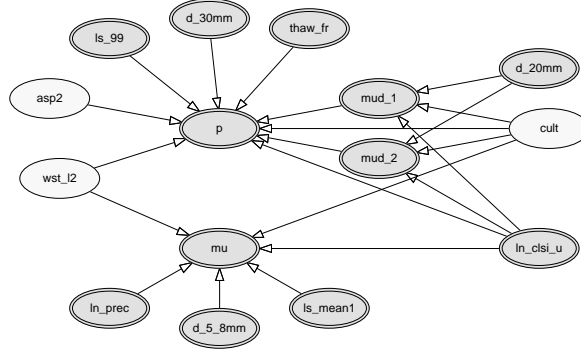 d_30mm
ls_99
thaw_fr
d_20mm
asp2
mud_1
p
cult
mud_2
wst_l2
mu
ln_clsi_u
ln_prec
ls_mean1
d_5_8mm